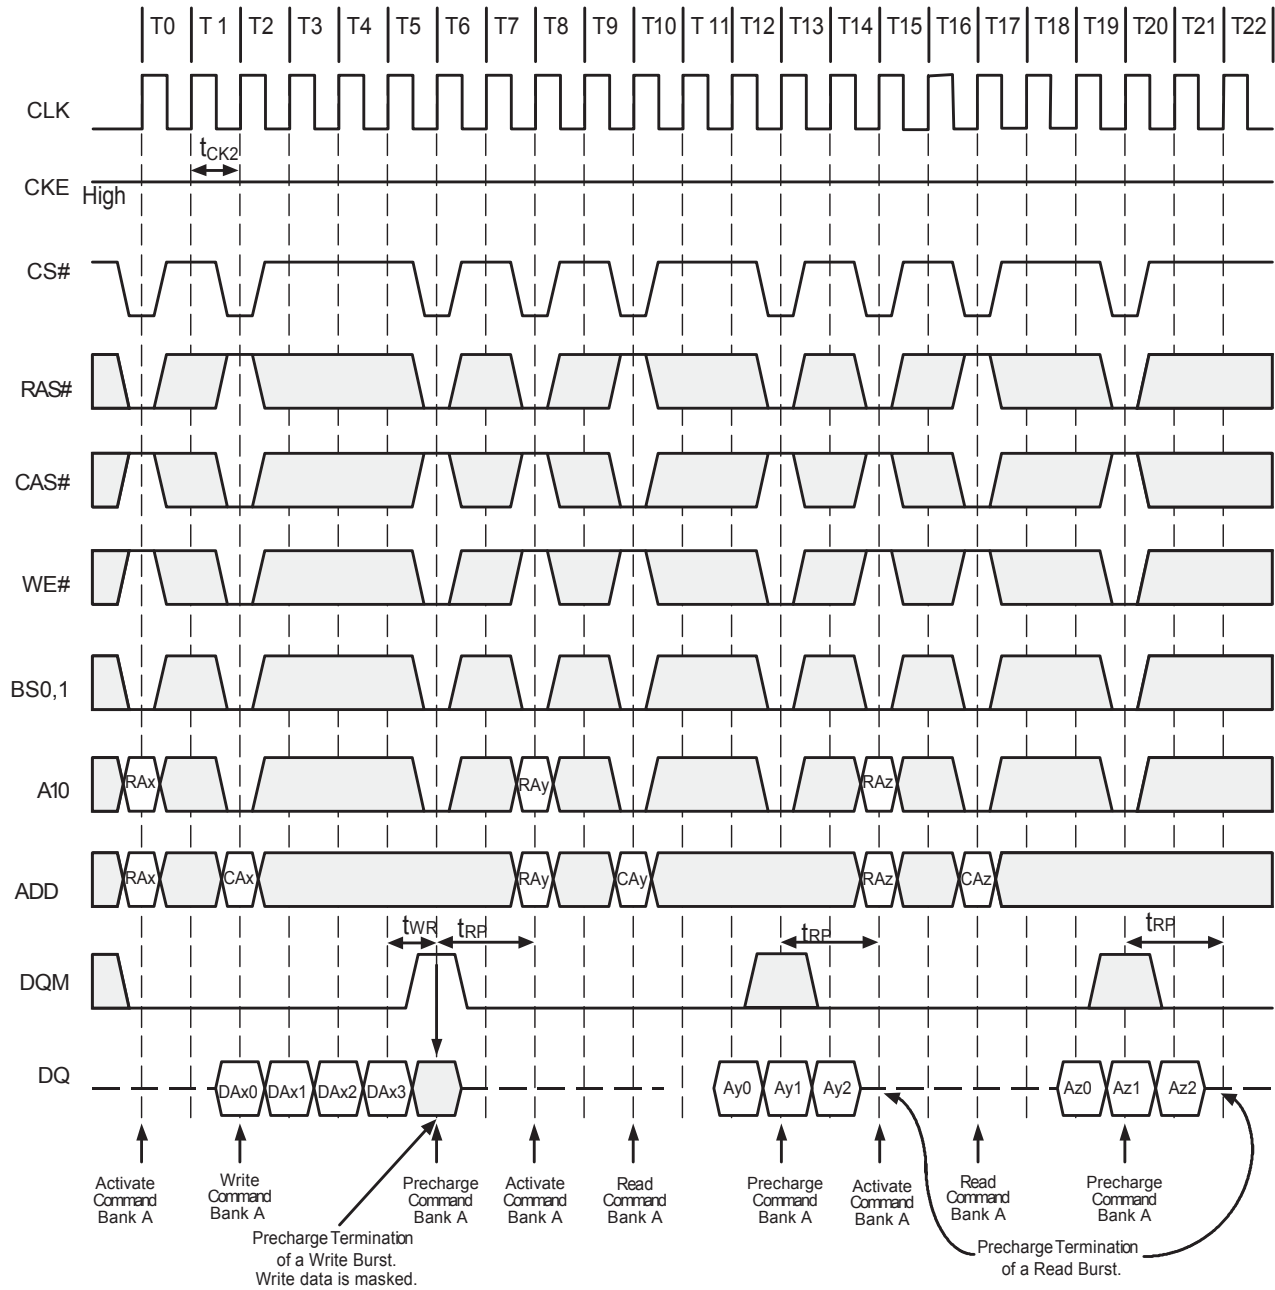 T0 T 1 T2 T3 T4 T5 T6 T7 T8 T9 T10 T 11 T12 T13 T14 T15 T16 T17 T18 T19 T20 T21 T22
CLK
tCK2
CKE High
CS#
RAS#
CAS#
WE#
BS0,1
A10 RAx RAy RAz
ADD RAx CAx RAy CAy RAz CAz
tWR tRP tRP tRP
DQM
DQ DAx0 DAx1 DAx2 DAx3 Ay0 Ay1 Ay2 Az0 Az1 Az2
Activate
Command
Bank A
Write
Command
Bank A
Precharge
Command
Bank A
Activate
Command
Bank A
Read
Command
Bank A
Precharge
Command
Bank A
Activate
Command
Bank A
Read
Command
Bank A
Precharge
Command
Bank A
Precharge Termination
of a Write Burst.
Write data is masked.
Precharge Termination
of a Read Burst.